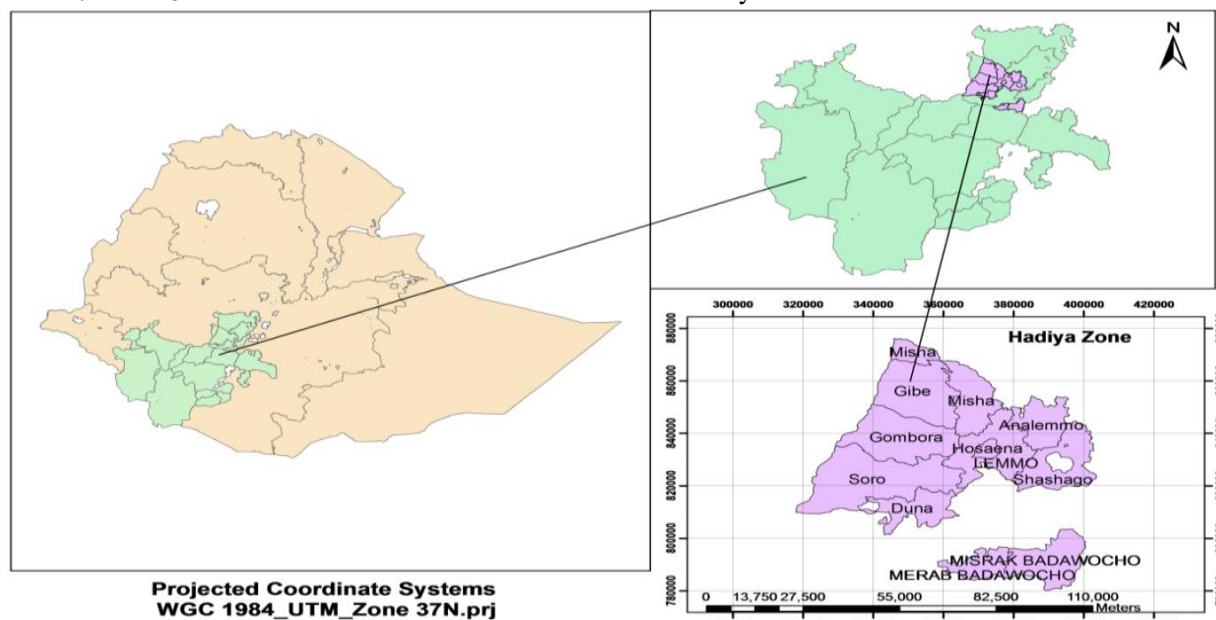 N
300000 320000 340000 360000 380000 400000 420000
Hadiya Zone
880000
860000
840000
820000
800000
780000
Misha
Gibe
Misha
Analemmo
Gombora
Hosaena
LEMMO
Soro
Shashago
Duna
MISRAK BADAWOCHO
MERAB BADAWOCHO
0 13,750 27,500 55,000 82,500 110,000
Meters
Projected Coordinate Systems
WGC 1984_UTM_Zone 37N.prj